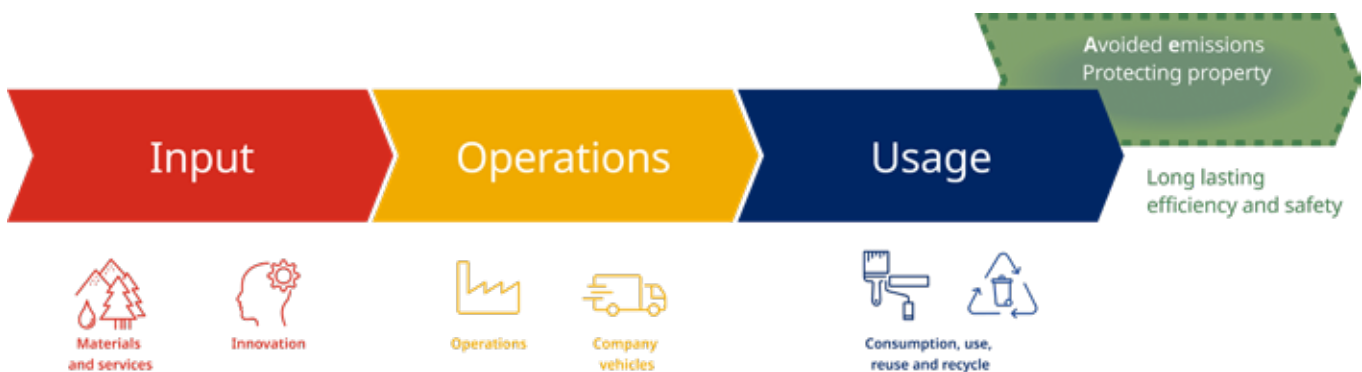 Avoided emissions
Protecting property
Input
Operations
Usage
Long lasting
efficiency and safety
Materials
and services
Innovation
Operations
Company
vehicles
Consumption, use,
reuse and recycle